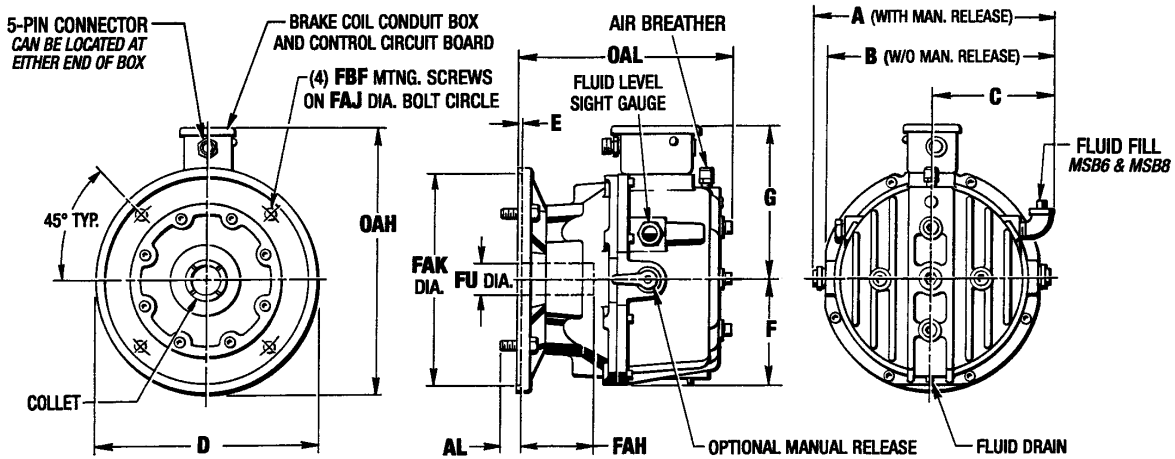 5-PIN CONNECTOR
CAN BE LOCATED AT
EITHER END OF BOX
BRAKE COIL CONDUIT BOX
AND CONTROL CIRCUIT BOARD
(4) FBF MTNG. SCREWS
ON FAJ DIA. BOLT CIRCLE
45° TYP.
OAH
COLLET
D
AIR BREATHER
OAL
FLUID LEVEL
SIGHT GAUGE
E
G
FAK
DIA.
FU DIA.
F
AL
FAH
OPTIONAL MANUAL RELEASE
A (WITH MAN. RELEASE)
B (W/O MAN. RELEASE)
C
FLUID FILL
MSB6 & MSB8
FLUID DRAIN